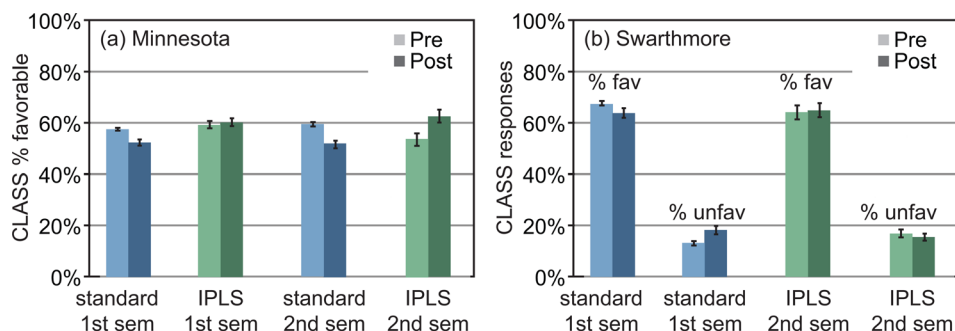 (a) Minnesota
Pre
Post
CLASS % favorable
100%
80%
60%
40%
20%
0%
standard
1st sem
IPLS
1st sem
standard
2nd sem
IPLS
2nd sem
(b) Swarthmore
Pre
Post
CLASS responses
100%
80%
60%
40%
20%
0%
% fav
% unfav
% fav
% unfav
standard
1st sem
standard
1st sem
IPLS
2nd sem
IPLS
2nd sem